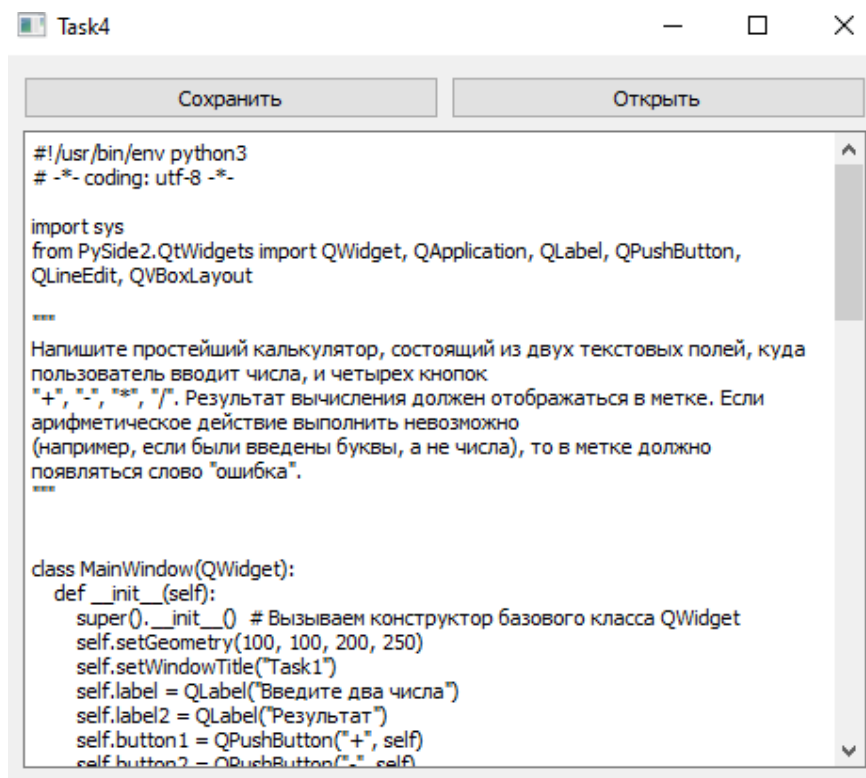 Task4
Сохранить Открыть
#!/usr/bin/env python3
# -*- coding: utf-8 -*-
import sys
from PySide2.QtWidgets import QWidget, QApplication, QLabel, QPushButton,
QLineEdit, QVBoxLayout
"""
Напишите простейший калькулятор, состоящий из двух текстовых полей, куда
пользователь вводит числа, и четырех кнопок
"+", "-", "*", "/". Результат вычисления должен отображаться в метке. Если
арифметическое действие выполнить невозможно
(например, если были введены буквы, а не числа), то в метке должно
появляться слово "ошибка".
"""
class MainWindow(QWidget):
def __init__(self):
super().__init__() # Вызываем конструктор базового класса QWidget
self.setGeometry(100, 100, 200, 250)
self.setWindowTitle("Task1")
self.label = QLabel("Введите два числа")
self.label2 = QLabel("Результат")
self.button1 = QPushButton("+", self)
self.button2 = QPushButton("-", self)